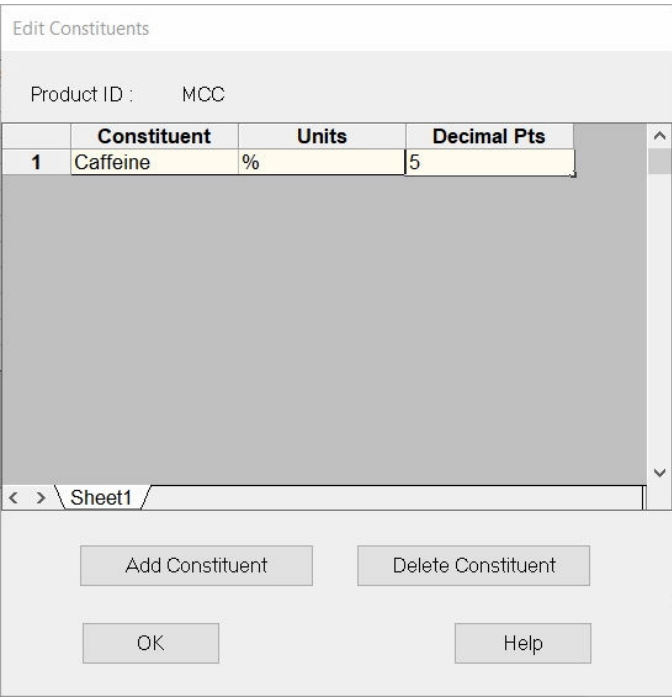 Edit Constituents
Product ID : MCC
Constituent Units Decimal Pts
1 Caffeine % 5
< > Sheet1
Add Constituent Delete Constituent
OK Help